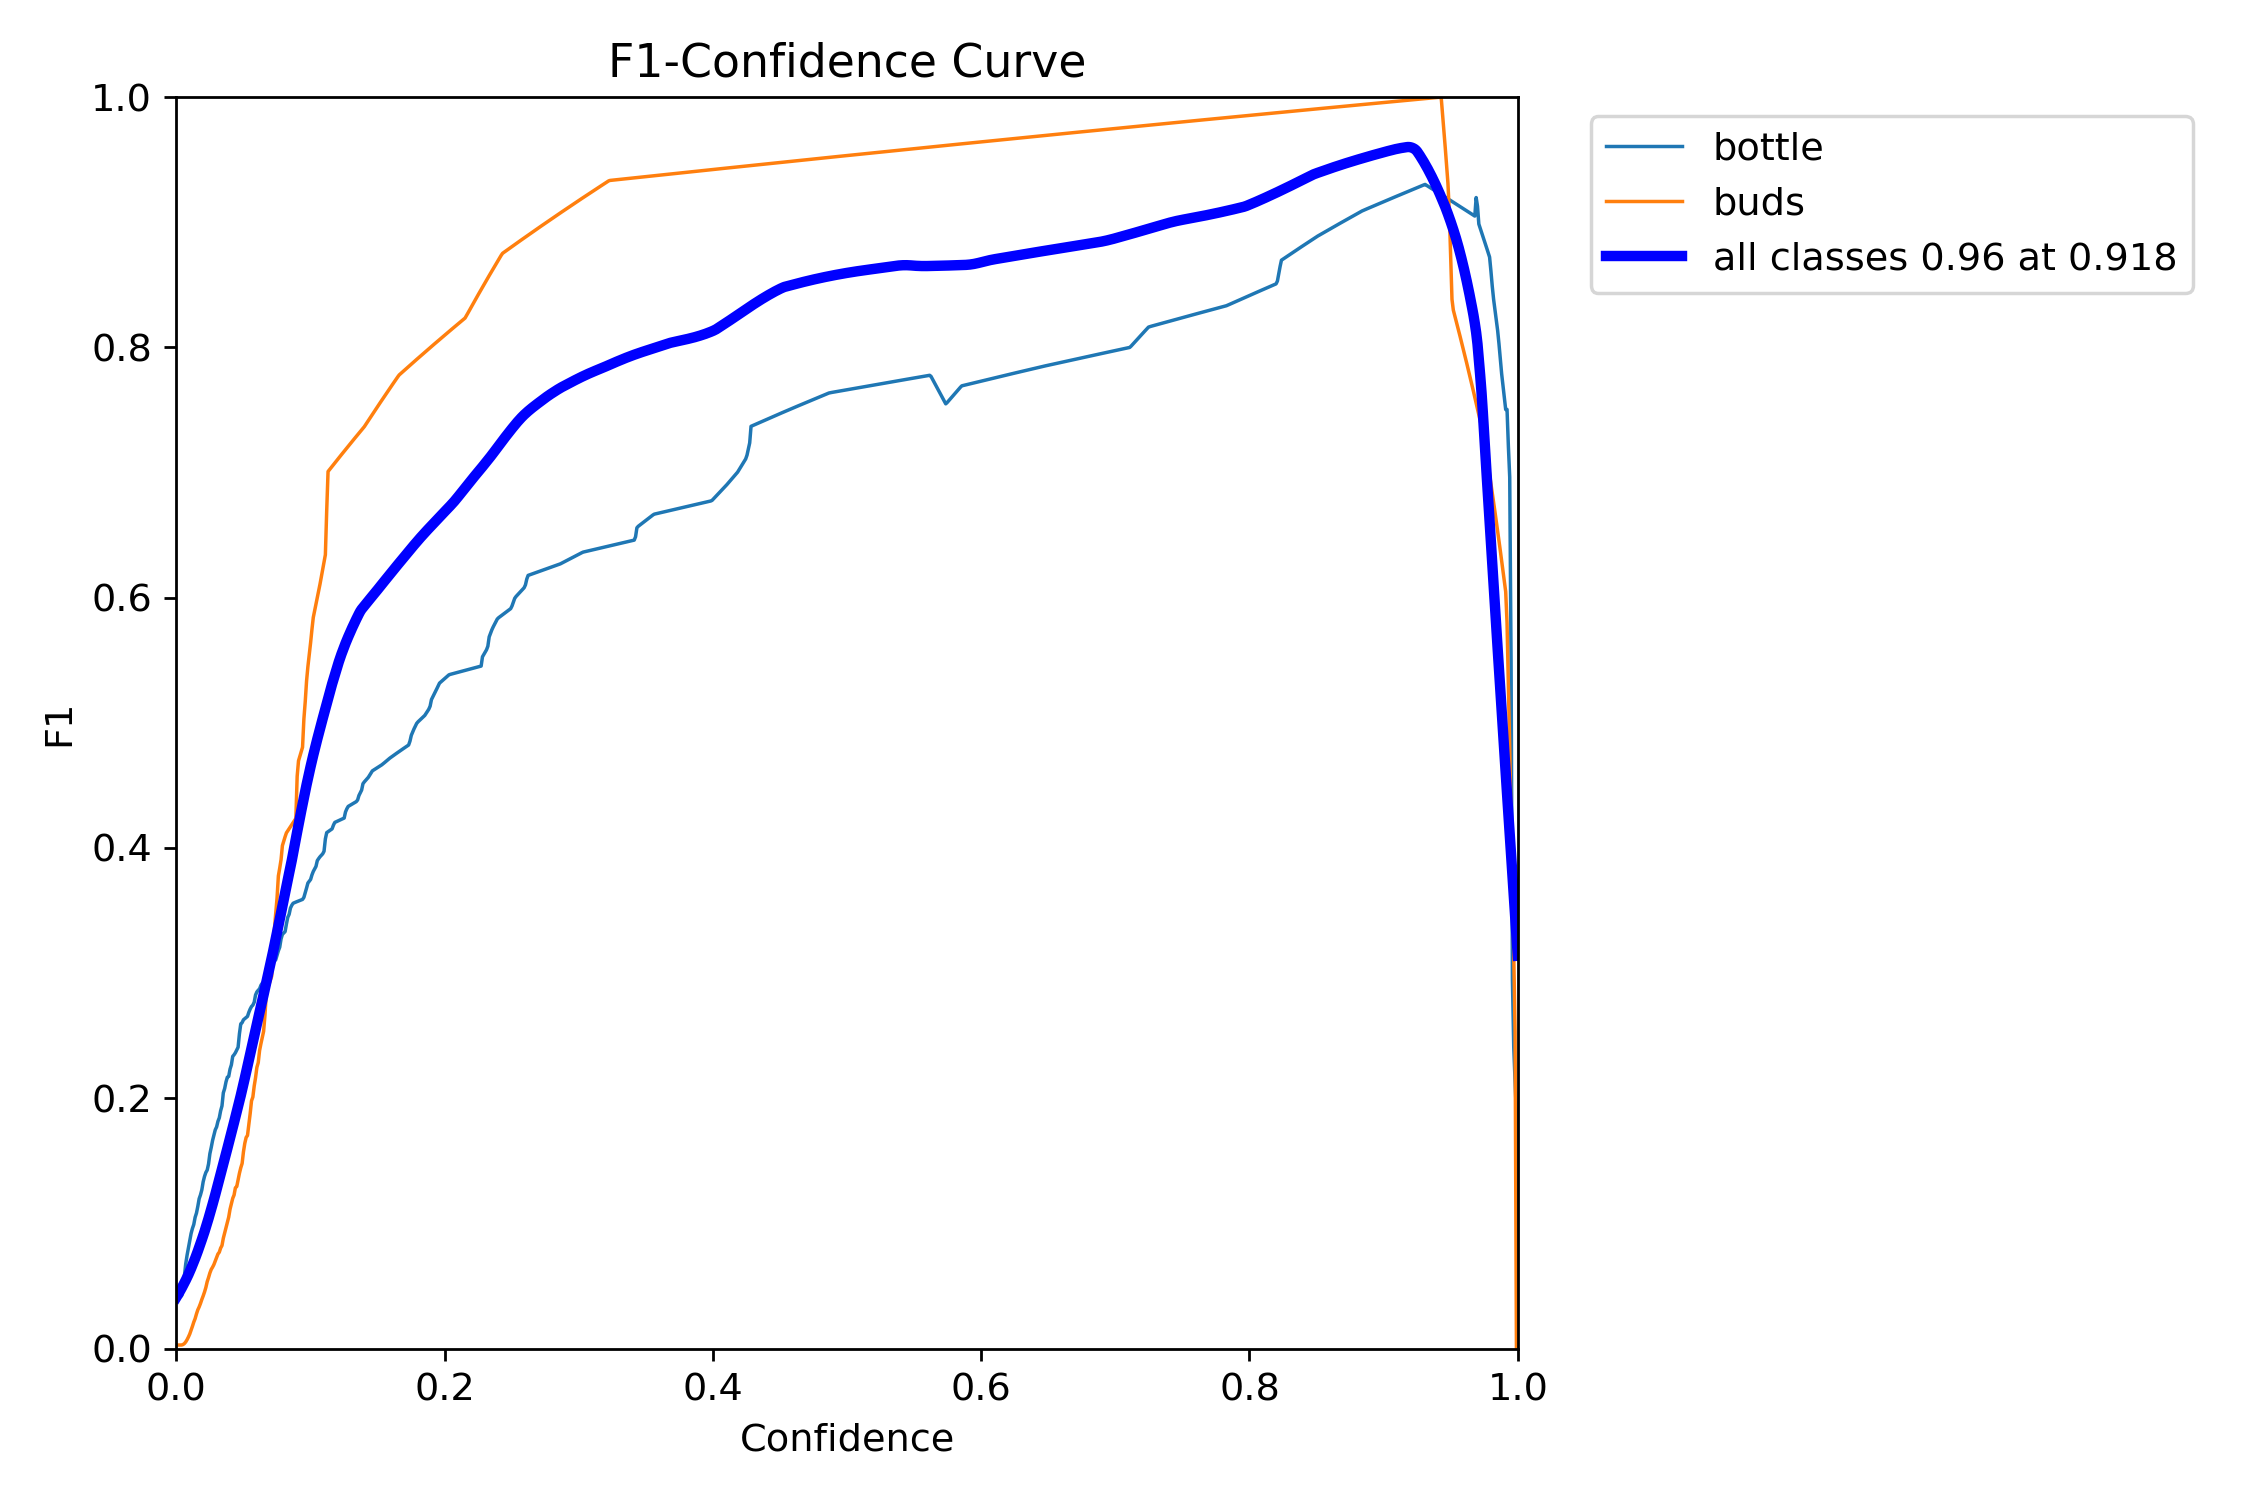 F1-Confidence Curve
1.0
0.8
0.6
0.4
0.2
0.0
F1
0.0 0.2 0.4 0.6 0.8 1.0
Confidence
bottle
buds
all classes 0.96 at 0.918